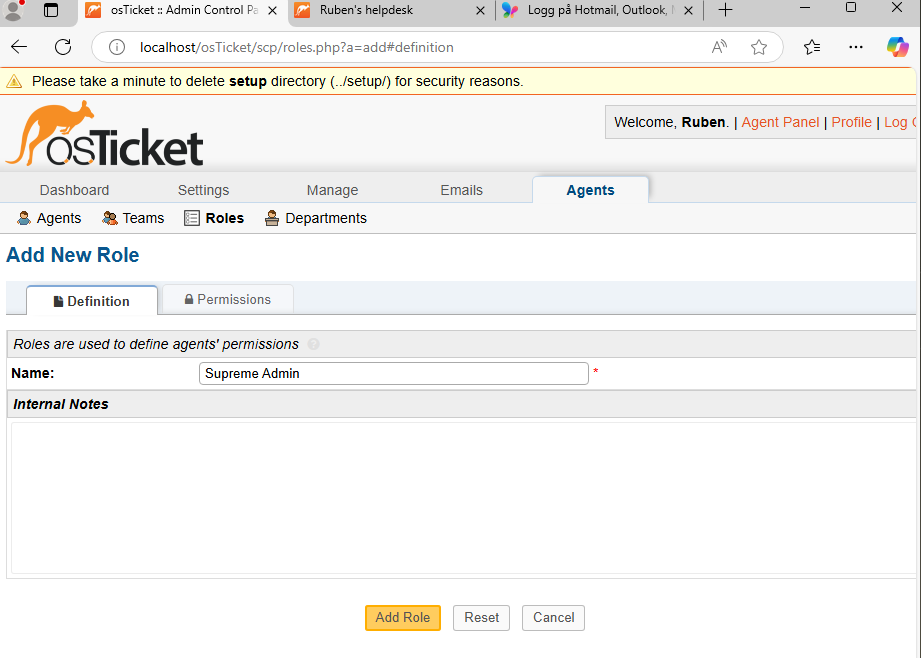 osTicket :: Admin Control Pa
Ruben's helpdesk
Logg på Hotmail, Outlook,
localhost/osTicket/scp/roles.php?a=add#definition
Please take a minute to delete setup directory (../setup/) for security reasons.
osTicket
Welcome, Ruben. | Agent Panel | Profile | Log
Dashboard Settings Manage Emails Agents
Agents Teams Roles Departments
Add New Role
Definition Permissions
Roles are used to define agents' permissions
Name: Supreme Admin *
Internal Notes
Add Role Reset Cancel